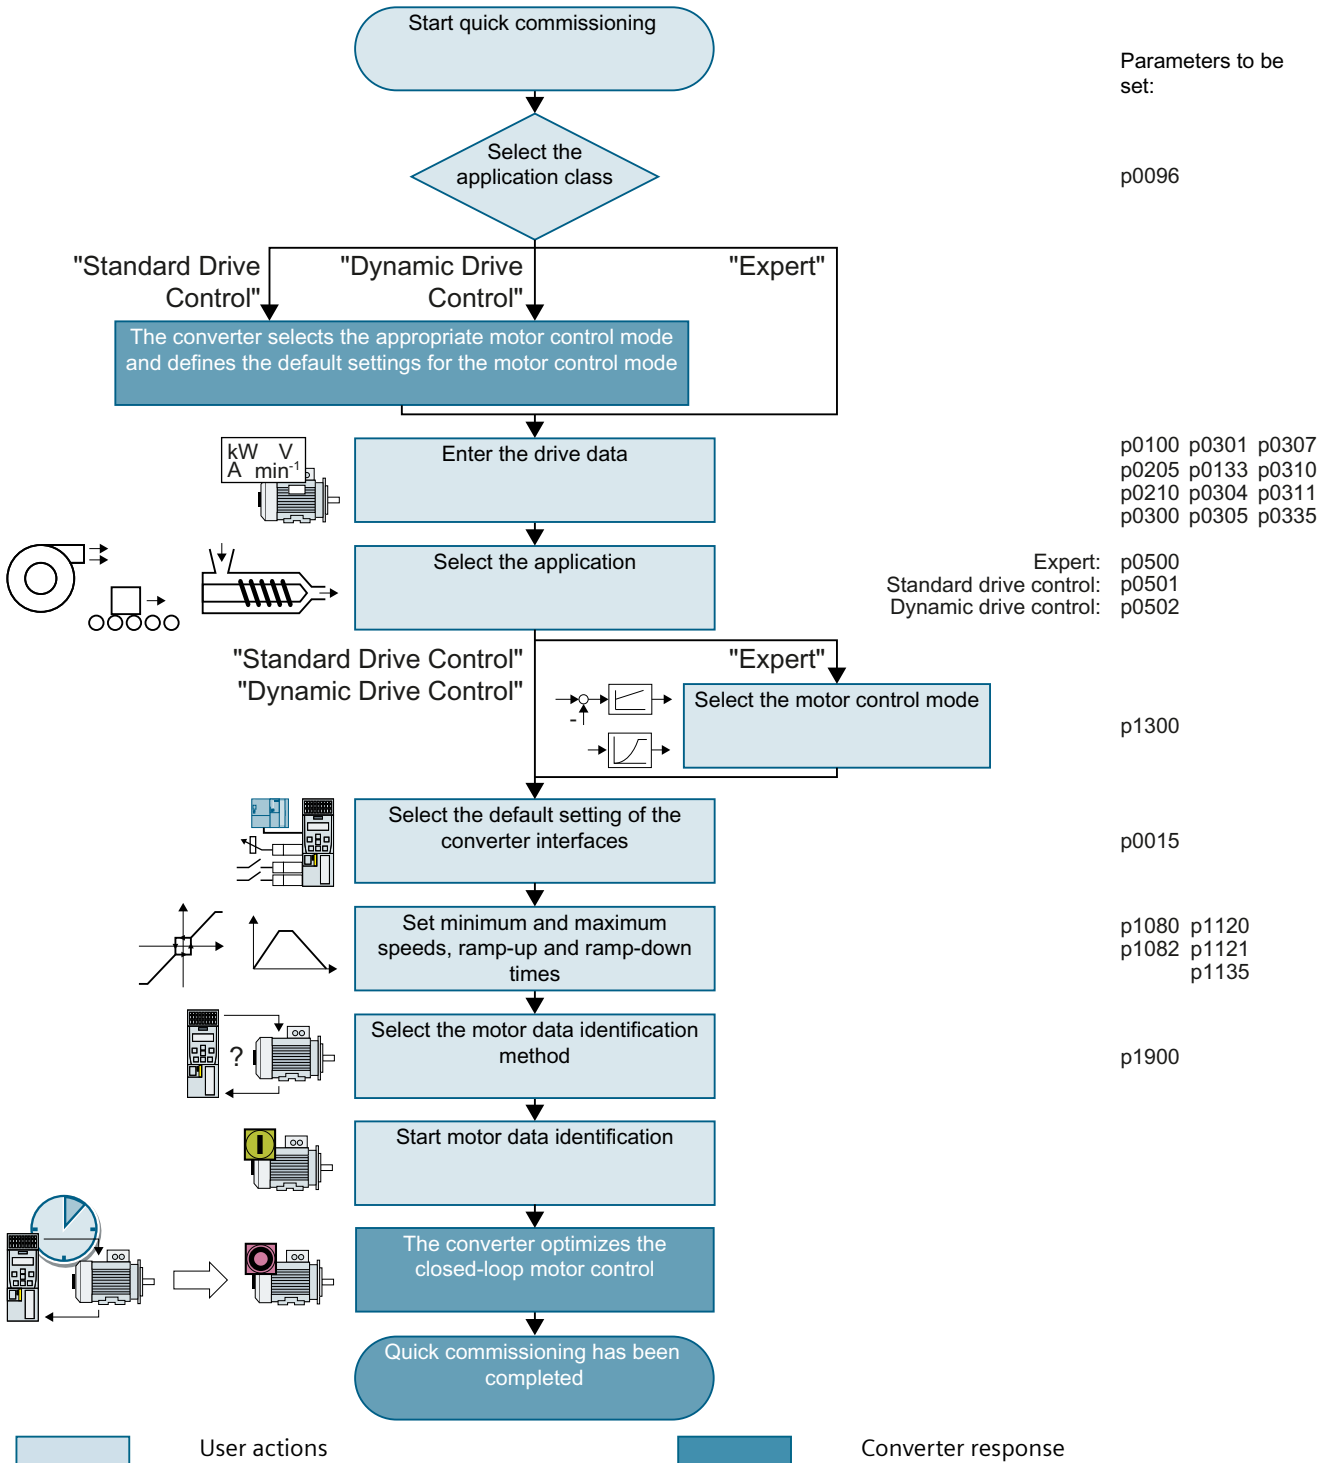 Start quick commissioning
Parameters to be
set:
Select the
application class
p0096
"Standard Drive
Control"
"Dynamic Drive
Control"
"Expert"
The converter selects the appropriate motor control mode
and defines the default settings for the motor control mode
kW V
A min-1
Enter the drive data
p0100 p0301 p0307
p0205 p0133 p0310
p0210 p0304 p0311
p0300 p0305 p0335
Select the application
Expert: p0500
Standard drive control: p0501
Dynamic drive control: p0502
"Standard Drive Control"
"Dynamic Drive Control"
"Expert"
-
Select the motor control mode
p1300
Select the default setting of the
converter interfaces
p0015
Set minimum and maximum
speeds, ramp-up and ramp-down
times
p1080 p1120
p1082 p1121
p1135
?
Select the motor data identification
method
p1900
Start motor data identification
The converter optimizes the
closed-loop motor control
Quick commissioning has been
completed
User actions
Converter response